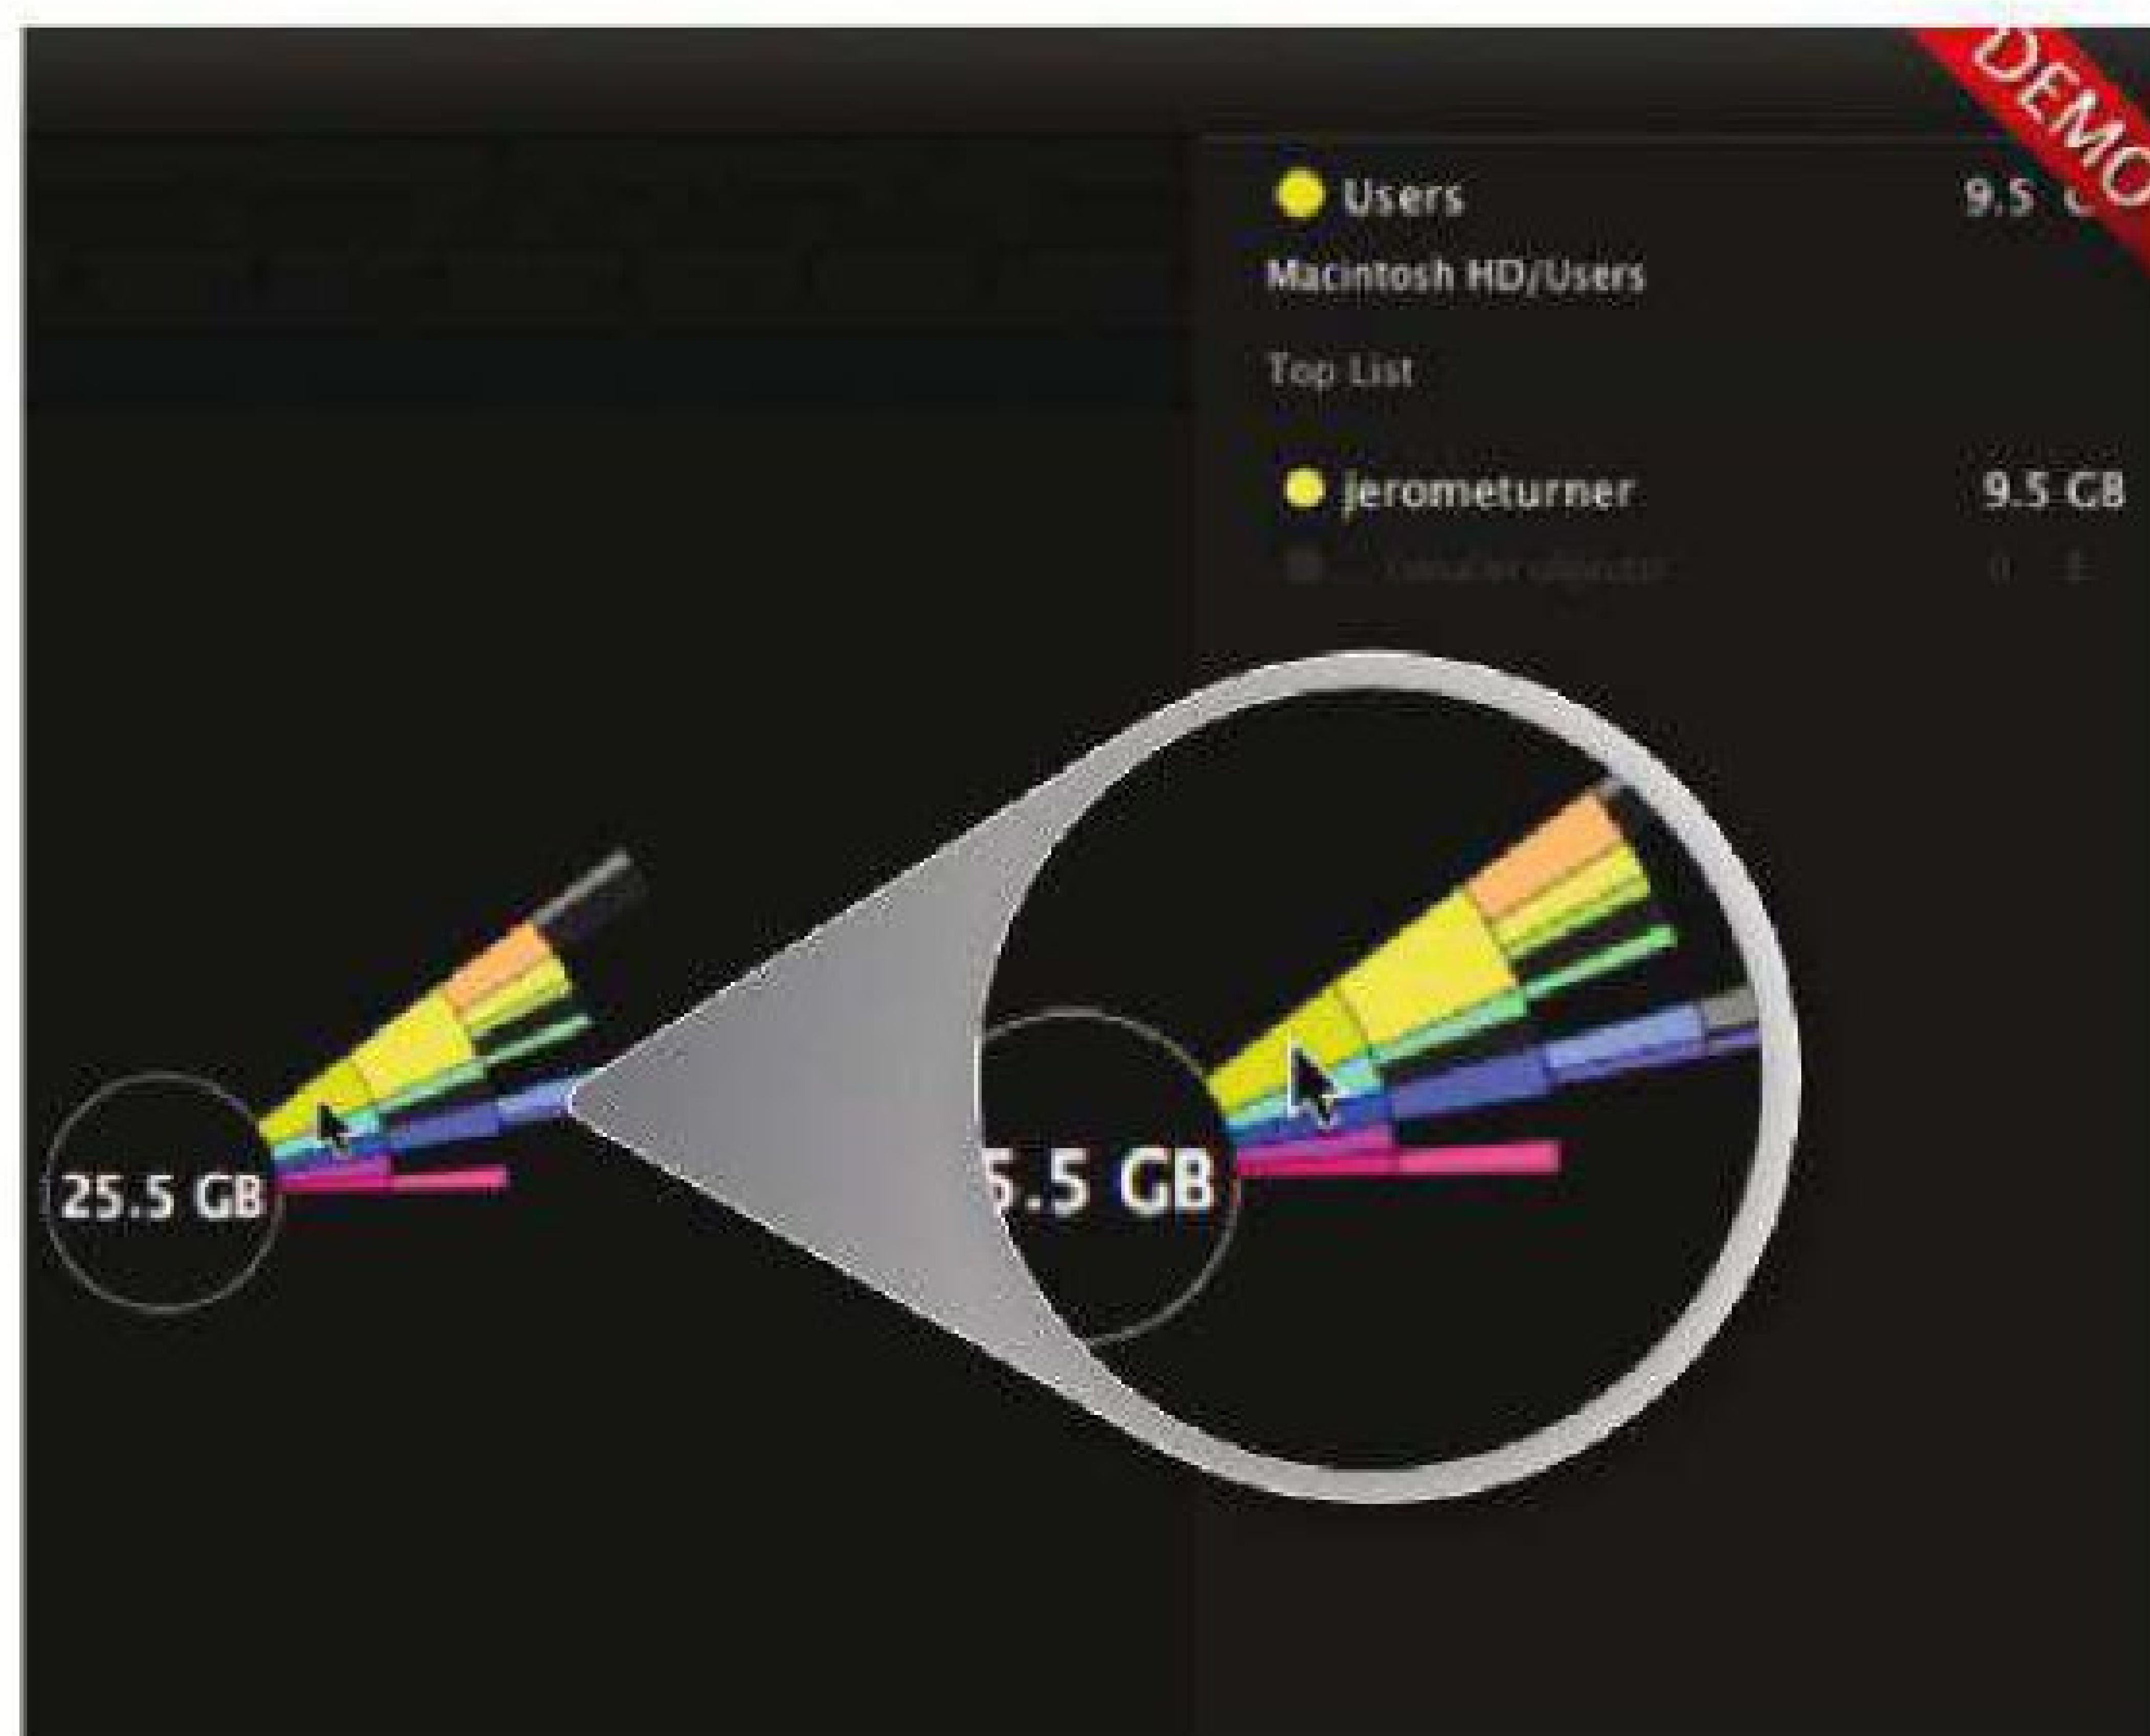 DEMO
Users 9.5
Macintosh HD/Users
Top List
jerometurner 9.5 GB
25.5 GB
5.5 GB